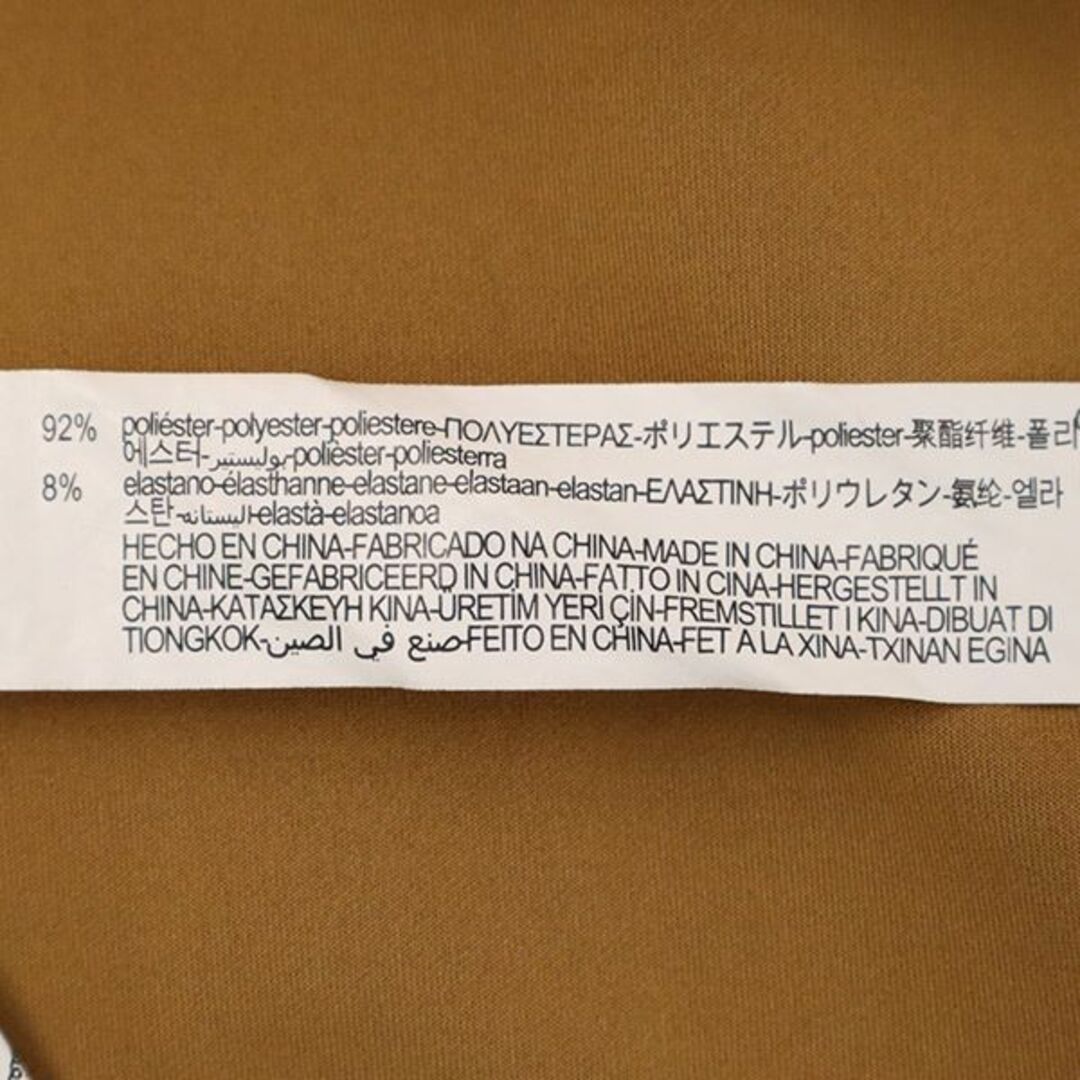 92% poliéster-polyester-poliestere-ΠΟΛΥΕΣΤΕΡΑΣ-ポリエステル-poliester-聚酯纤维-폴리
에스터-بوليستير-polièster-poliesterra
8% elastano-élasthanne-elastane-elastaan-elastan-ΕΛΑΣΤΙΝΗ-ポリウレタン-氨纶-엘라
스탄-اليستانه-elastà-elastanoa
HECHO EN CHINA-FABRICADO NA CHINA-MADE IN CHINA-FABRIQUÉ
EN CHINE-GEFABRICEERD IN CHINA-FATTO IN CINA-HERGESTELLT IN
CHINA-ΚΑΤΑΣΚΕΥΗ ΚΙΝΑ-ÜRETİM YERİ ÇİN-FREMSTILLET I KINA-DIBUAT DI
TIONGKOK-صنع في الصين-FEITO EN CHINA-FET A LA XINA-TXINAN EGINA